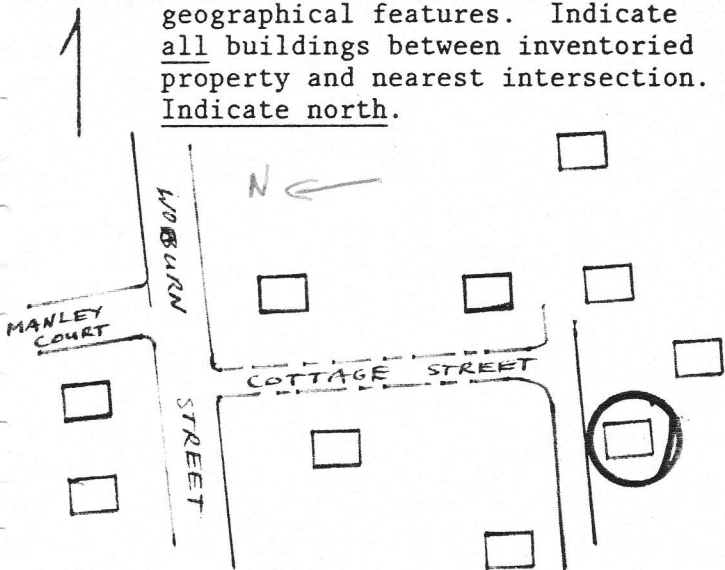 geographical features. Indicate
all buildings between inventoried
property and nearest intersection.
Indicate north.
N
WOBURN
MANLEY
COURT
COTTAGE STREET
STREET